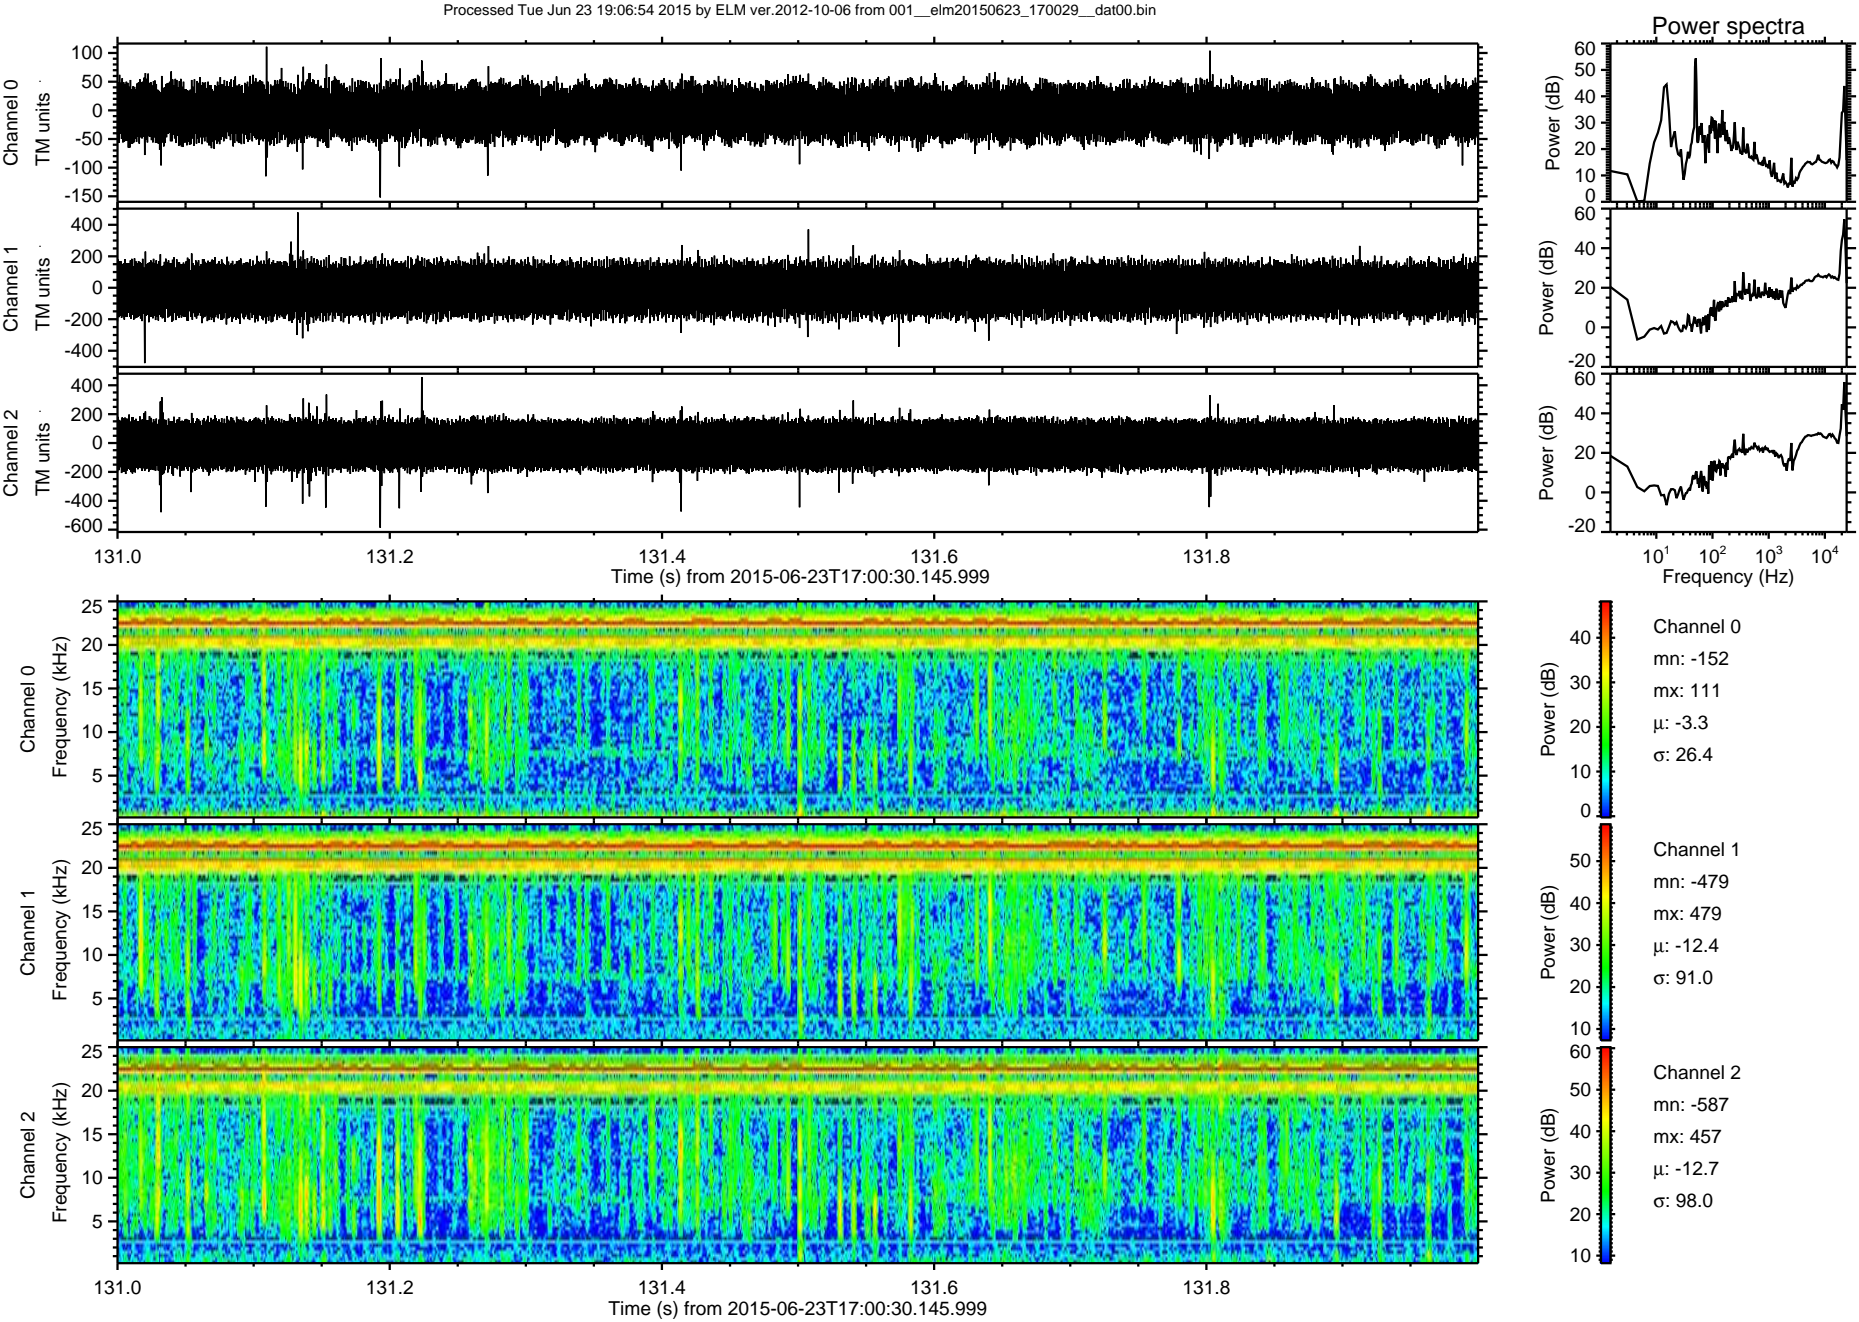 Processed Tue Jun 23 19:06:54 2015 by ELM ver.2012-10-06 from 001__elm20150623_170029__dat00.bin
Power spectra
Channel 0
TM units
100
50
0
-50
-100
-150
Power (dB)
60
50
40
30
20
10
0
Channel 1
TM units
400
200
0
-200
-400
Power (dB)
60
40
20
0
-20
Channel 2
TM units
400
200
0
-200
-400
-600
Power (dB)
60
40
20
0
-20
131.0 131.2 131.4 131.6 131.8
Time (s) from 2015-06-23T17:00:30.145.999
10¹ 10² 10³ 10⁴
Frequency (Hz)
Channel 0
Frequency (kHz)
25
20
15
10
5
Power (dB)
40
30
20
10
0
Channel 0
mn: -152
mx: 111
μ: -3.3
σ: 26.4
Channel 1
Frequency (kHz)
25
20
15
10
5
Power (dB)
50
40
30
20
10
Channel 1
mn: -479
mx: 479
μ: -12.4
σ: 91.0
Channel 2
Frequency (kHz)
25
20
15
10
5
Power (dB)
60
50
40
30
20
10
Channel 2
mn: -587
mx: 457
μ: -12.7
σ: 98.0
131.0 131.2 131.4 131.6 131.8
Time (s) from 2015-06-23T17:00:30.145.999